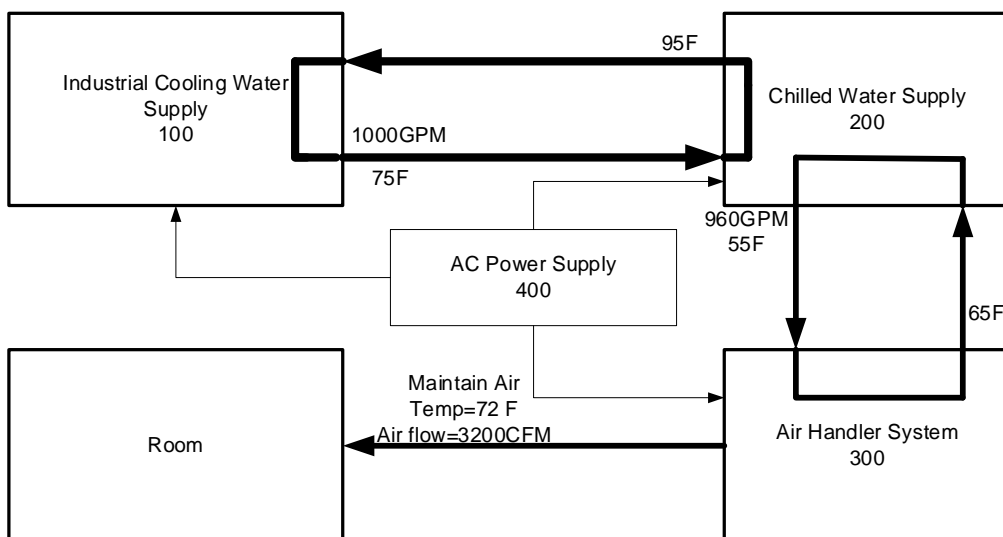 95F
Industrial Cooling Water
Supply
100
Chilled Water Supply
200
1000GPM
75F
960GPM
55F
AC Power Supply
400
65F
Maintain Air
Temp=72 F
Air flow=3200CFM
Room
Air Handler System
300